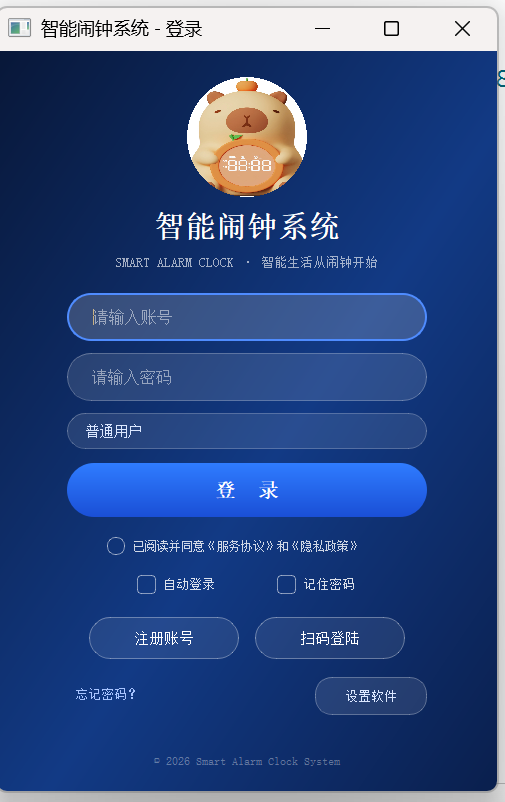 智能闹钟系统 - 登录
88:88
智能闹钟系统
SMART ALARM CLOCK · 智能生活从闹钟开始
请输入账号
请输入密码
普通用户
登 录
已阅读并同意《服务协议》和《隐私政策》
自动登录 记住密码
注册账号 扫码登陆
忘记密码? 设置软件
© 2026 Smart Alarm Clock System